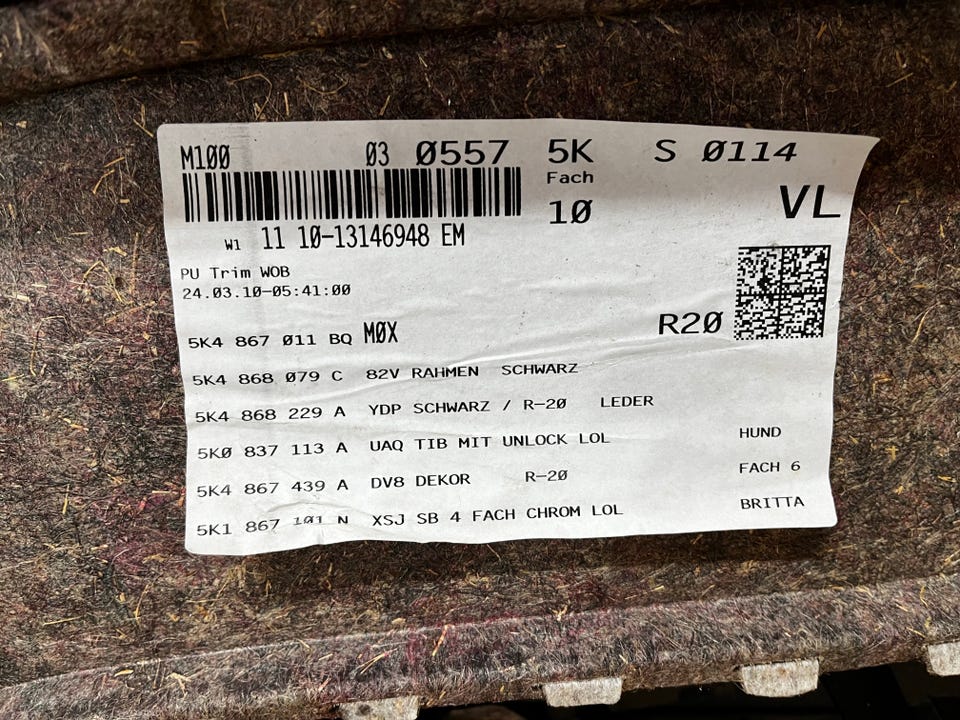 M100 03 0557 5K S 0114
Fach
10 VL
W1 11 10-13146948 EM
PU Trim WOB
24.03.10-05:41:00
R20
5K4 867 011 BQ M0X
5K4 868 079 C 82V RAHMEN SCHWARZ
5K4 868 229 A YDP SCHWARZ / R-20 LEDER
5K0 837 113 A UAQ TIB MIT UNLOCK LOL HUND
5K4 867 439 A DV8 DEKOR R-20 FACH 6
5K1 867 101 N XSJ SB 4 FACH CHROM LOL BRITTA